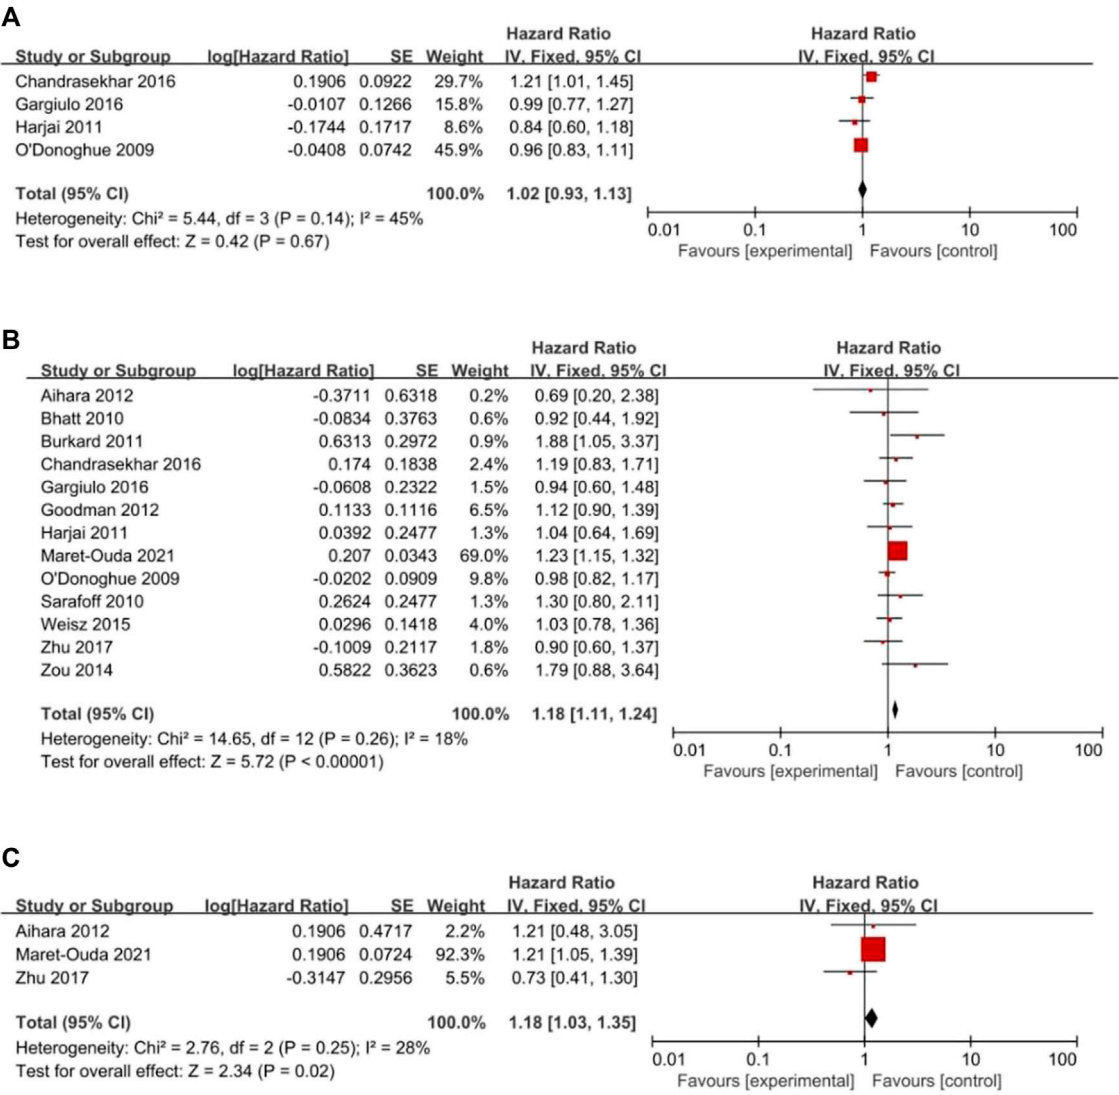 A
Hazard Ratio Hazard Ratio
Study or Subgroup log[Hazard Ratio] SE Weight IV, Fixed, 95% CI IV, Fixed, 95% CI
Chandrasekhar 2016 0.1906 0.0922 29.7% 1.21 [1.01, 1.45]
Gargiulo 2016 -0.0107 0.1266 15.8% 0.99 [0.77, 1.27]
Harjai 2011 -0.1744 0.1717 8.6% 0.84 [0.60, 1.18]
O'Donoghue 2009 -0.0408 0.0742 45.9% 0.96 [0.83, 1.11]
Total (95% CI) 100.0% 1.02 [0.93, 1.13]
Heterogeneity: Chi² = 5.44, df = 3 (P = 0.14); I² = 45%
Test for overall effect: Z = 0.42 (P = 0.67)
0.01 0.1 1 10 100
Favours [experimental] Favours [control]
B
Hazard Ratio Hazard Ratio
Study or Subgroup log[Hazard Ratio] SE Weight IV, Fixed, 95% CI IV, Fixed, 95% CI
Aihara 2012 -0.3711 0.6318 0.2% 0.69 [0.20, 2.38]
Bhatt 2010 -0.0834 0.3763 0.6% 0.92 [0.44, 1.92]
Burkard 2011 0.6313 0.2972 0.9% 1.88 [1.05, 3.37]
Chandrasekhar 2016 0.174 0.1838 2.4% 1.19 [0.83, 1.71]
Gargiulo 2016 -0.0608 0.2322 1.5% 0.94 [0.60, 1.48]
Goodman 2012 0.1133 0.1116 6.5% 1.12 [0.90, 1.39]
Harjai 2011 0.0392 0.2477 1.3% 1.04 [0.64, 1.69]
Maret-Ouda 2021 0.207 0.0343 69.0% 1.23 [1.15, 1.32]
O'Donoghue 2009 -0.0202 0.0909 9.8% 0.98 [0.82, 1.17]
Sarafoff 2010 0.2624 0.2477 1.3% 1.30 [0.80, 2.11]
Weisz 2015 0.0296 0.1418 4.0% 1.03 [0.78, 1.36]
Zhu 2017 -0.1009 0.2117 1.8% 0.90 [0.60, 1.37]
Zou 2014 0.5822 0.3623 0.6% 1.79 [0.88, 3.64]
Total (95% CI) 100.0% 1.18 [1.11, 1.24]
Heterogeneity: Chi² = 14.65, df = 12 (P = 0.26); I² = 18%
Test for overall effect: Z = 5.72 (P < 0.00001)
0.01 0.1 1 10 100
Favours [experimental] Favours [control]
C
Hazard Ratio Hazard Ratio
Study or Subgroup log[Hazard Ratio] SE Weight IV, Fixed, 95% CI IV, Fixed, 95% CI
Aihara 2012 0.1906 0.4717 2.2% 1.21 [0.48, 3.05]
Maret-Ouda 2021 0.1906 0.0724 92.3% 1.21 [1.05, 1.39]
Zhu 2017 -0.3147 0.2956 5.5% 0.73 [0.41, 1.30]
Total (95% CI) 100.0% 1.18 [1.03, 1.35]
Heterogeneity: Chi² = 2.76, df = 2 (P = 0.25); I² = 28%
Test for overall effect: Z = 2.34 (P = 0.02)
0.01 0.1 1 10 100
Favours [experimental] Favours [control]